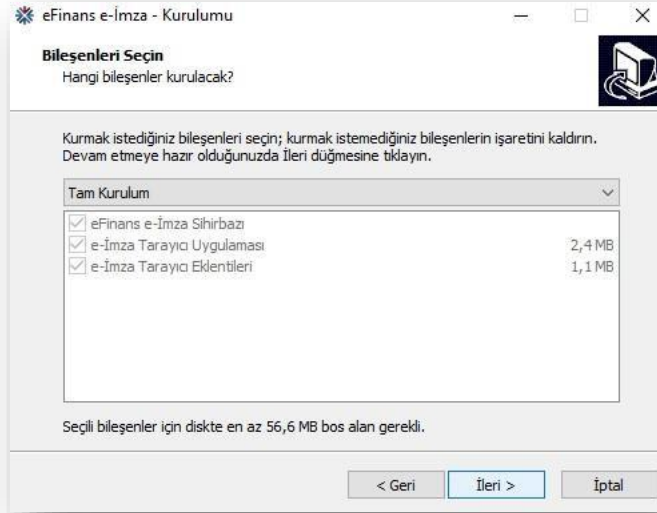 eFinans e-İmza - Kurulumu
Bileşenleri Seçin
Hangi bileşenler kurulacak?
Kurmak istediğiniz bileşenleri seçin; kurmak istemediğiniz bileşenlerin işaretini kaldırın.
Devam etmeye hazır olduğunuzda İleri düğmesine tıklayın.
Tam Kurulum
eFinans e-İmza Sihirbazı
e-İmza Tarayıcı Uygulaması 2,4 MB
e-İmza Tarayıcı Eklentileri 1,1 MB
Seçili bileşenler için diskte en az 56,6 MB bos alan gerekli.
< Geri İleri > İptal